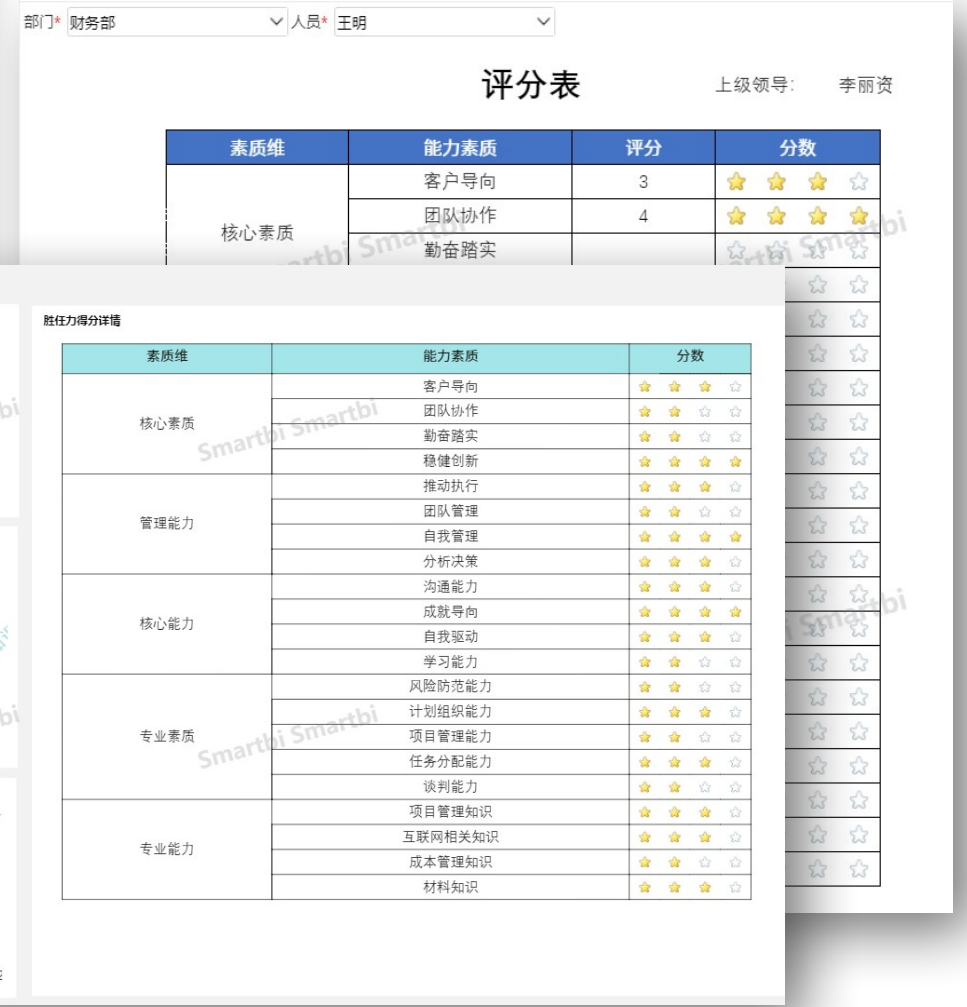 部门* 财务部 人员* 王明
评分表 上级领导: 李丽资
素质维 能力素质 评分 分数
客户导向 3
团队协作 4
核心素质
勤奋踏实
Smartbi Smartbi
胜任力得分详情
素质维 能力素质 分数
客户导向
团队协作
核心素质
勤奋踏实
稳健创新
推动执行
团队管理
管理能力
自我管理
分析决策
沟通能力
成就导向
核心能力
自我驱动
学习能力
风险防范能力
计划组织能力
专业素质 项目管理能力
任务分配能力
谈判能力
项目管理知识
互联网相关知识
专业能力
成本管理知识
材料知识
Smartbi Smartbi
Smartbi Smartbi